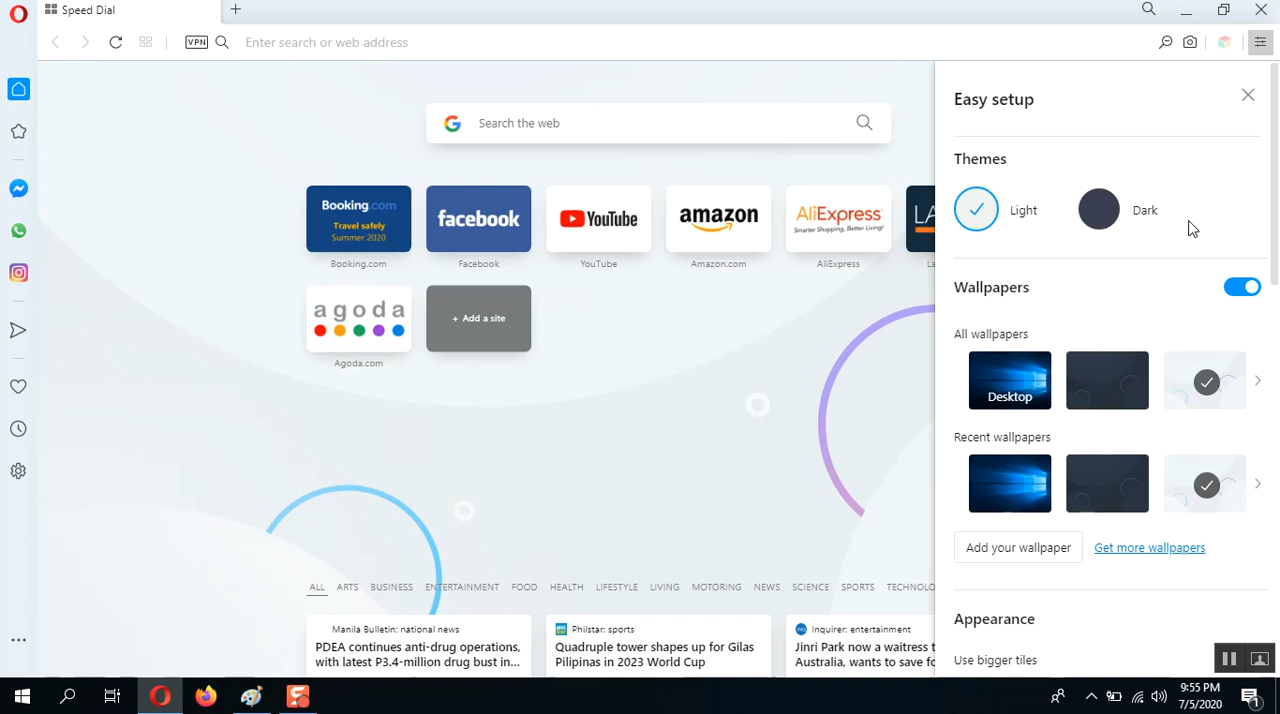 Speed Dial
VPN
Enter search or web address
Easy setup
Themes
Light
Dark
Search the web
Booking.com
Travel safely
Summer 2020
facebook
YouTube
amazon
AliExpress
Smarter Shopping, Better Living!
LA
Booking.com
Facebook
YouTube
Amazon.com
AliExpress
La
agoda
+ Add a site
Agoda.com
Wallpapers
All wallpapers
Desktop
Recent wallpapers
Add your wallpaper
Get more wallpapers
Appearance
Use bigger tiles
ALL ARTS BUSINESS ENTERTAINMENT FOOD HEALTH LIFESTYLE LIVING MOTORING NEWS SCIENCE SPORTS TECHNOLO
Manila Bulletin: national news
PDEA continues anti-drug operations,
with latest P3.4-million drug bust in...
Philstar: sports
Quadruple tower shapes up for Gilas
Pilipinas in 2023 World Cup
Inquirer: entertainment
Jinri Park now a waitress
Australia, wants to save fo
9:55 PM
7/5/2020
1